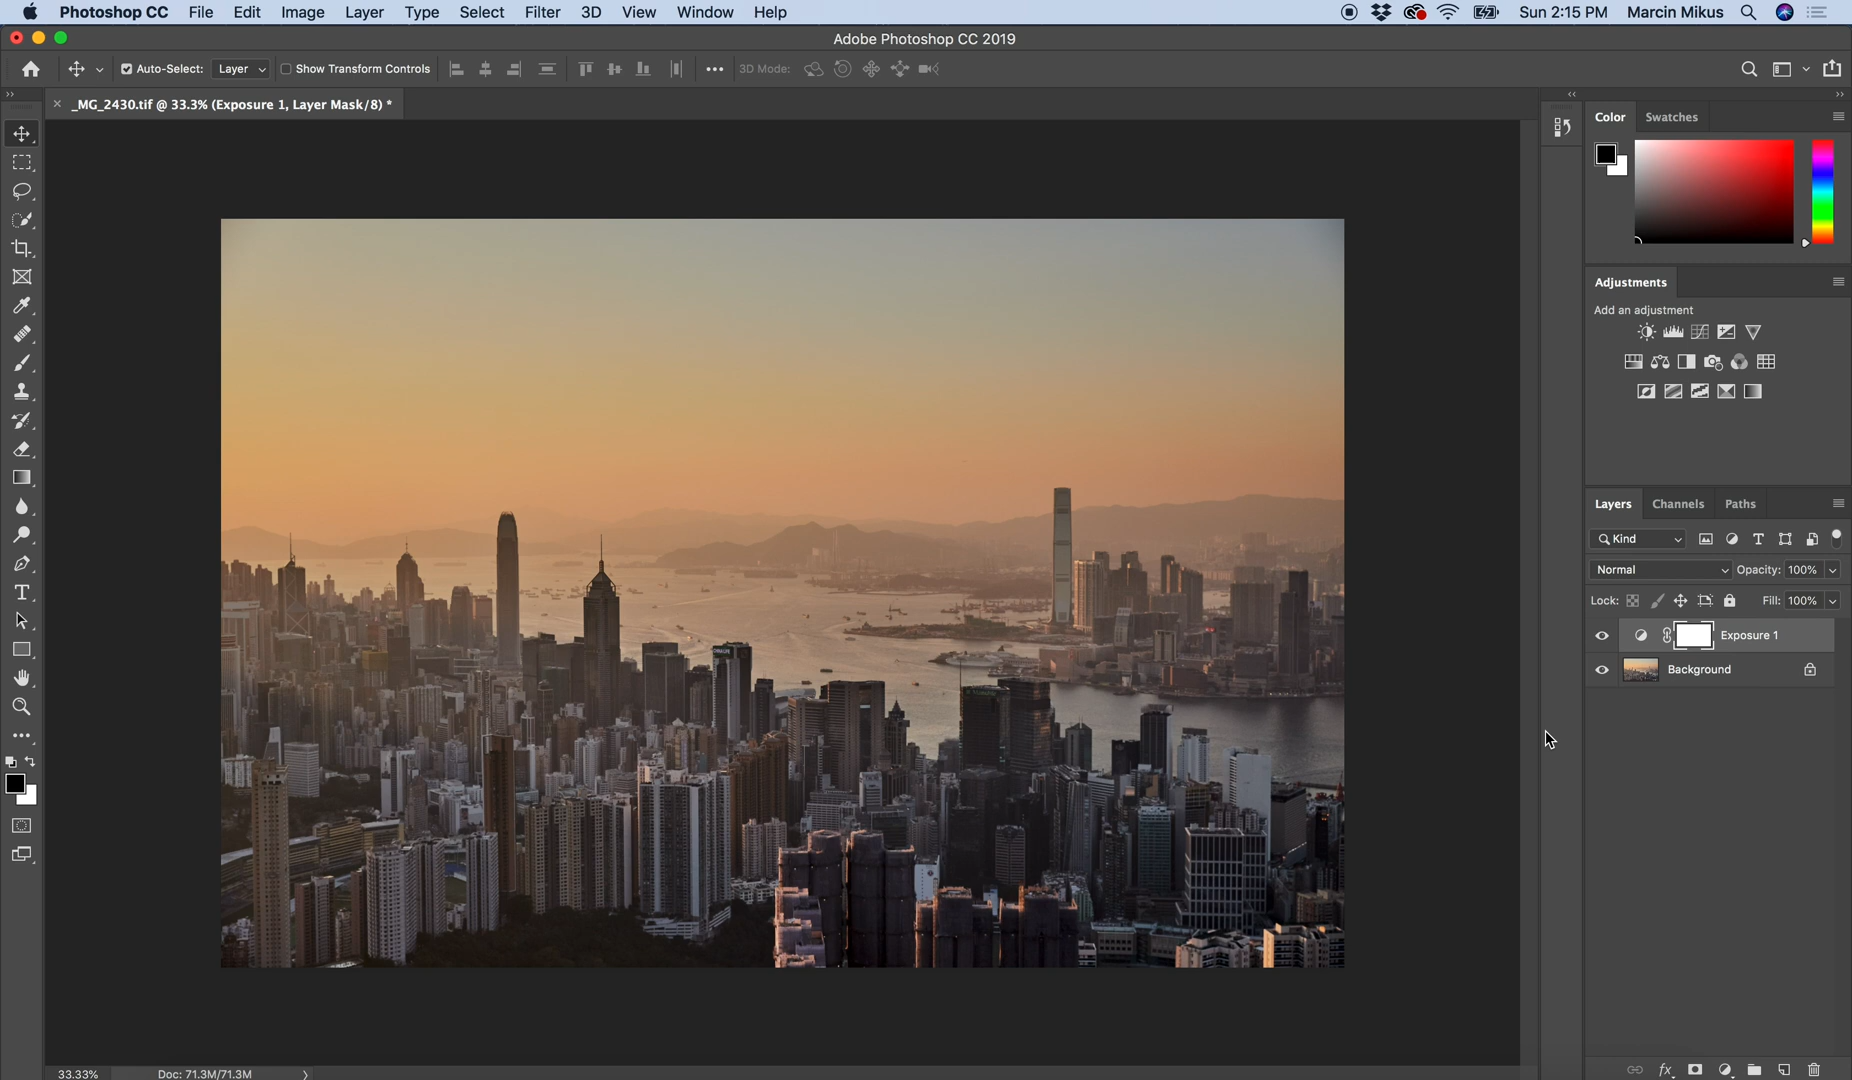 Photoshop CC File Edit Image Layer Type Select Filter 3D View Window Help Sun 2:15 PM Marcin Mikus
Adobe Photoshop CC 2019
Auto-Select: Layer Show Transform Controls 3D Mode:
_MG_2430.tif @ 33.3% (Exposure 1, Layer Mask/8) *
Color Swatches
Adjustments
Add an adjustment
Layers Channels Paths
Kind
Normal Opacity: 100%
Lock: Fill: 100%
Exposure 1
Background
33.33% Doc: 71.3M/71.3M